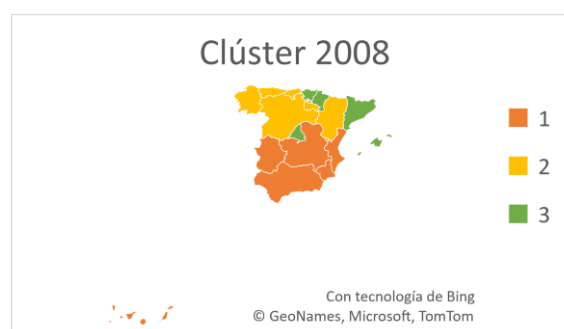 Clúster 2008
1
2
3
Con tecnología de Bing
© GeoNames, Microsoft, TomTom